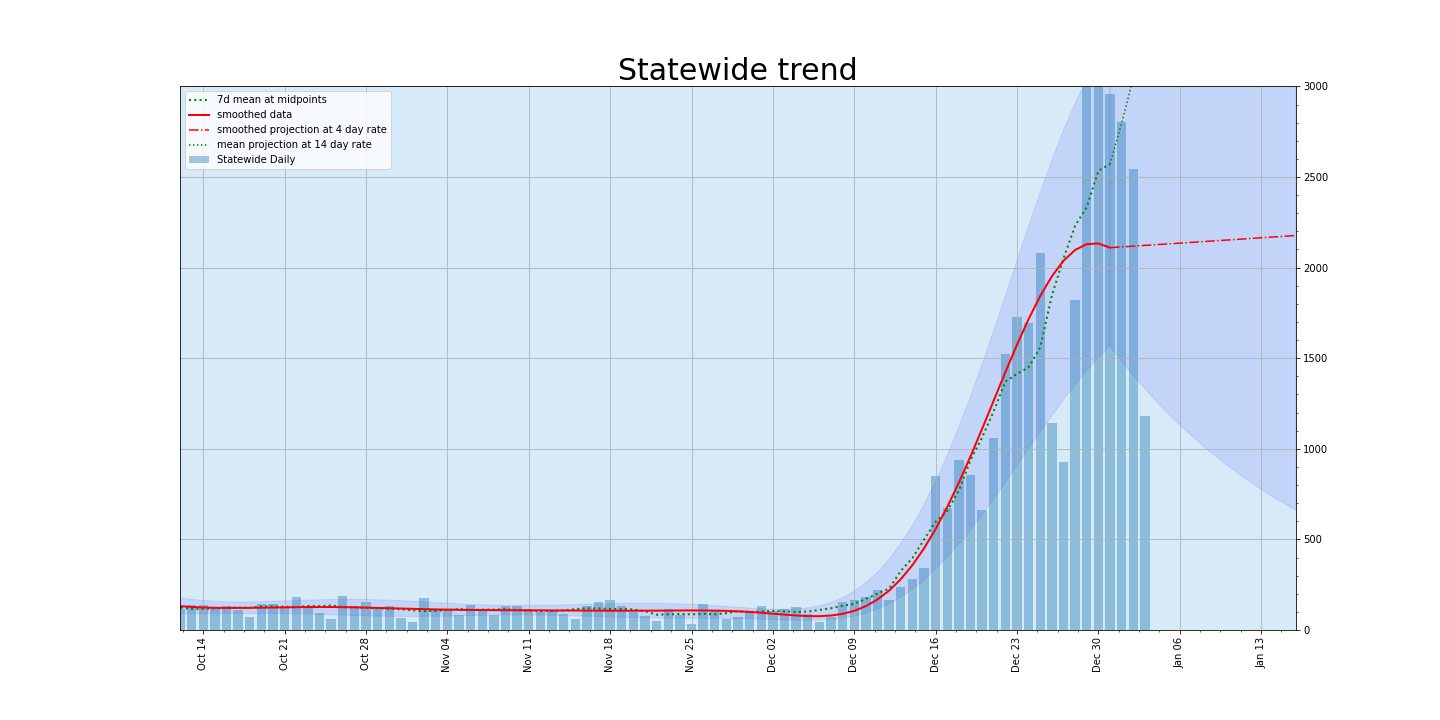 Statewide trend
7d mean at midpoints
smoothed data
smoothed projection at 4 day rate
mean projection at 14 day rate
Statewide Daily
3000
2500
2000
1500
1000
500
0
Oct 14
Oct 21
Oct 28
Nov 04
Nov 11
Nov 18
Nov 25
Dec 02
Dec 09
Dec 16
Dec 23
Dec 30
Jan 06
Jan 13